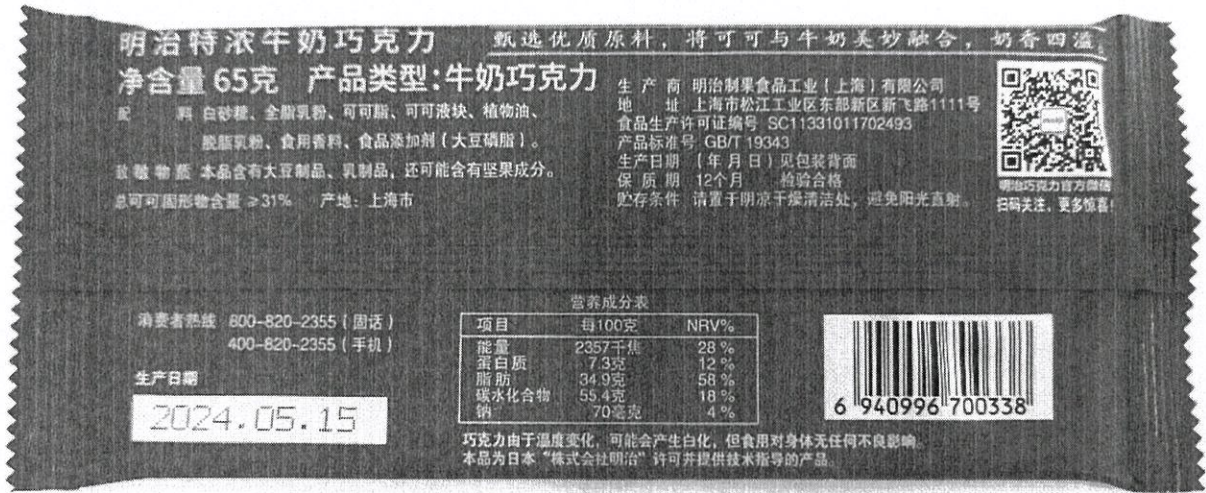 明治特浓牛奶巧克力
甄选优质原料，将可可与牛奶美妙融合，奶香四溢。
净含量 65克 产品类型：牛奶巧克力
配 料 白砂糖、全脂乳粉、可可脂、可可液块、植物油、
脱脂乳粉、食用香料、食品添加剂（大豆磷脂）。
致敏物质 本品含有大豆制品、乳制品，还可能含有坚果成分。
总可可固形物含量 ≥31% 产地：上海市
生 产 商 明治制果食品工业（上海）有限公司
地 址 上海市松江工业区东部新区新飞路1111号
食品生产许可证编号 SC11331011702493
产品标准号 GB/T 19343
生产日期 （年月日）见包装背面
保 质 期 12个月 检验合格
贮存条件 请置于阴凉干燥清洁处，避免阳光直射。
明治巧克力官方微信
扫码关注，更多惊喜！
消费者热线 800-820-2355（固话）
400-820-2355（手机）
生产日期
2024.05.15
营养成分表
项目 每100克 NRV%
能量 2357千焦 28 %
蛋白质 7.3克 12 %
脂肪 34.9克 58 %
碳水化合物 55.4克 18 %
钠 70毫克 4 %
巧克力由于温度变化，可能会产生白化，但食用对身体无任何不良影响。
本品为日本“株式会社明治”许可并提供技术指导的产品。
6 940996 700338